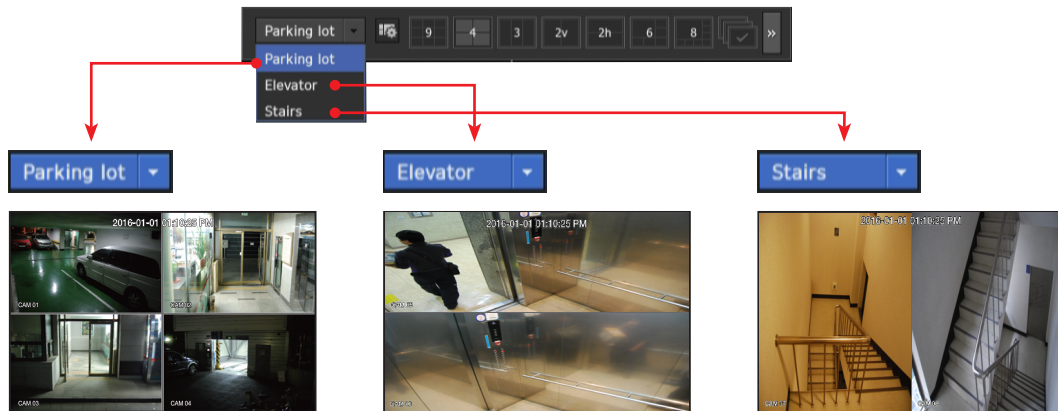 Parking lot 9 4 3 2v 2h 6 8 »
Parking lot
Elevator
Stairs
Parking lot Elevator Stairs
2016-01-01 01:10:25 PM 2016-01-01 01:10:25 PM 2016-01-01 01:10:25 PM
CAM 01 CAM 02
CAM 03 CAM 04